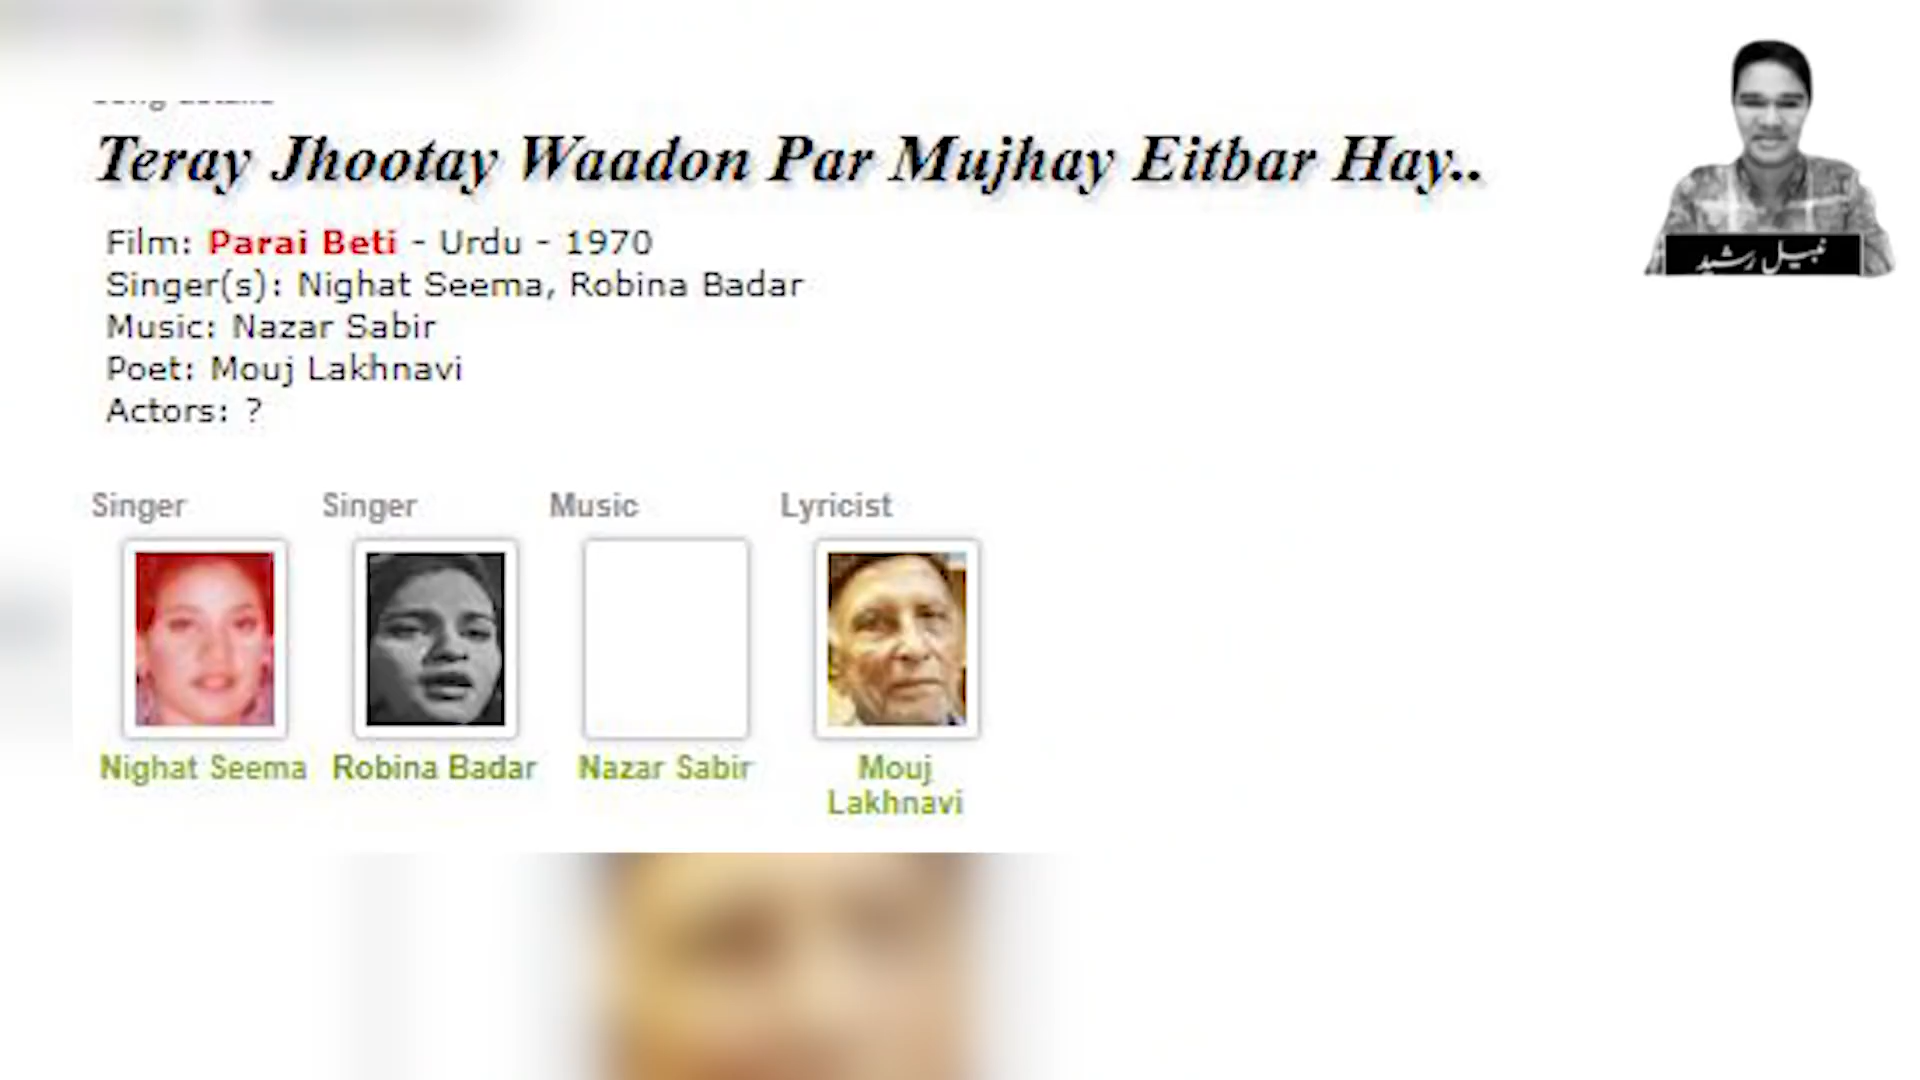 Teray Jhootay Waadon Par Mujhay Eitbar Hay..
نبیل رشید
Film: Parai Beti - Urdu - 1970
Singer(s): Nighat Seema, Robina Badar
Music: Nazar Sabir
Poet: Mouj Lakhnavi
Actors: ?
Singer Singer Music Lyricist
Nighat Seema Robina Badar Nazar Sabir Mouj
Lakhnavi